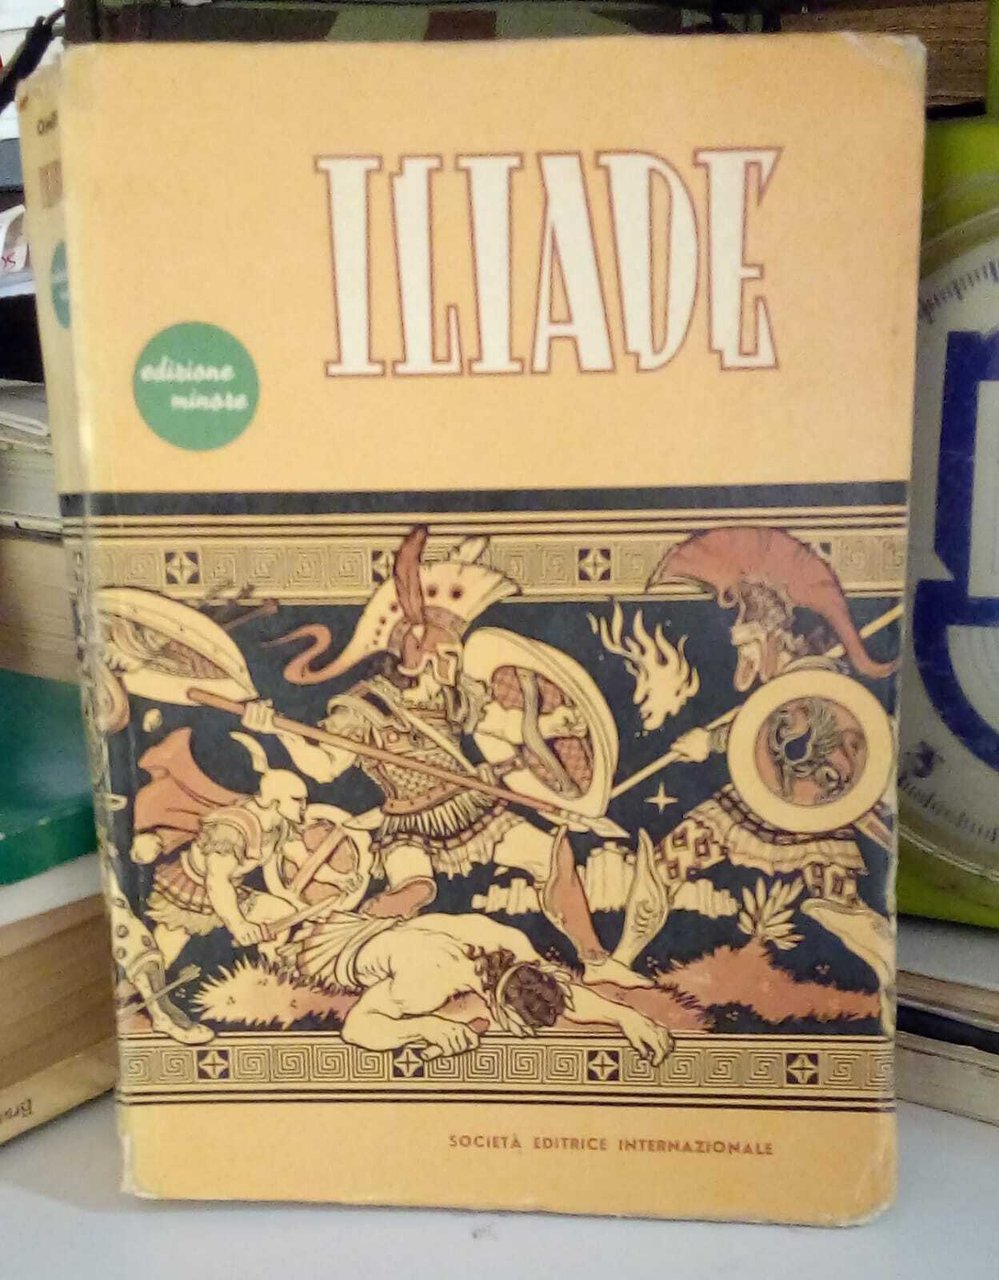 ILIADE
edizione
minore
SOCIETÀ EDITRICE INTERNAZIONALE